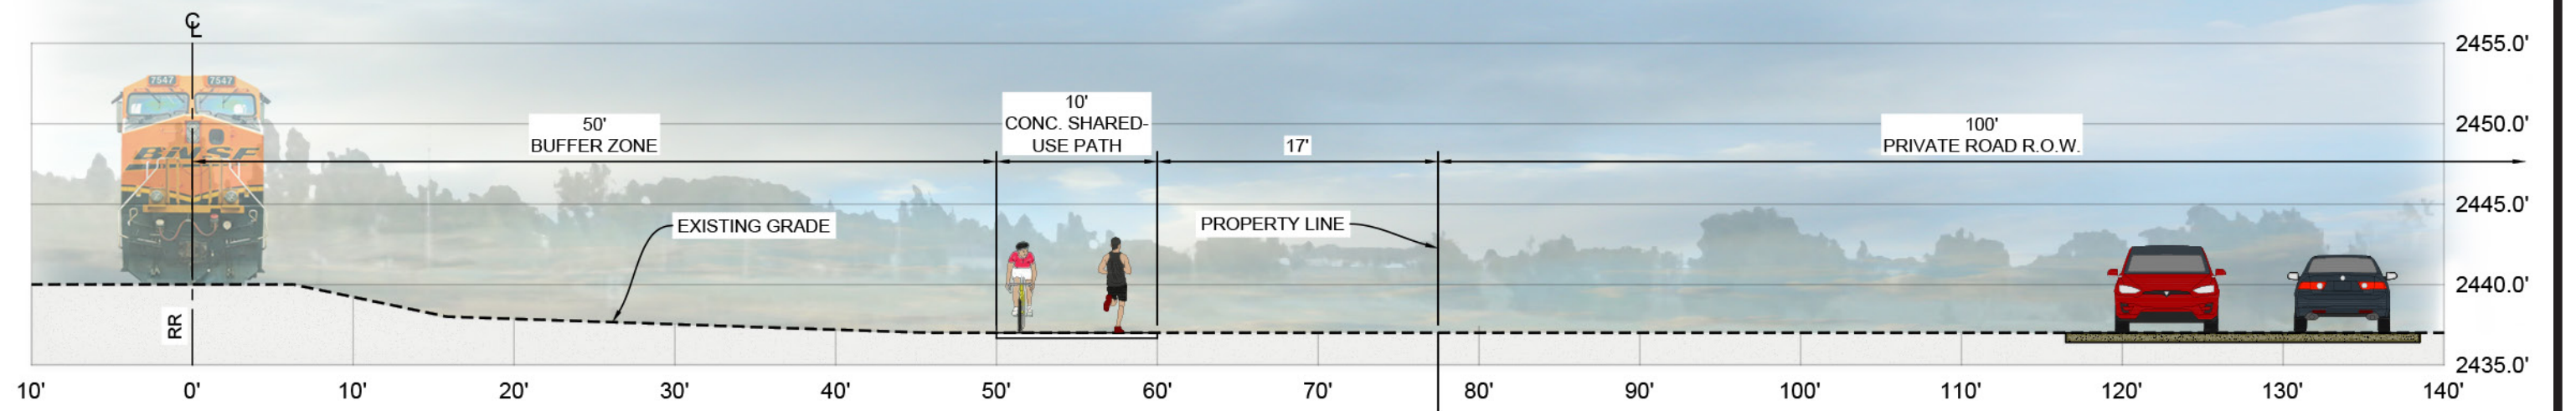 ℄
2455.0'
7547 7547
10'
CONC. SHARED-
USE PATH
50'
BUFFER ZONE
17'
100'
PRIVATE ROAD R.O.W.
2450.0'
BNSF
2445.0'
EXISTING GRADE
PROPERTY LINE
2440.0'
RR
2435.0'
10' 0' 10' 20' 30' 40' 50' 60' 70' 80' 90' 100' 110' 120' 130' 140'